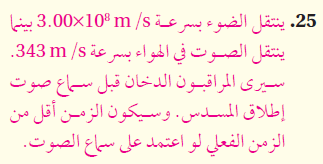 25. ينتقل الضوء بسرعة 3.00×10⁸ m /s بينما
ينتقل الصوت في الهواء بسرعة 343 m /s.
سيرى المراقبون الدخان قبل سماع صوت
إطلاق المسدس. وسيكون الزمن أقل من
الزمن الفعلي لو اعتمد على سماع الصوت.